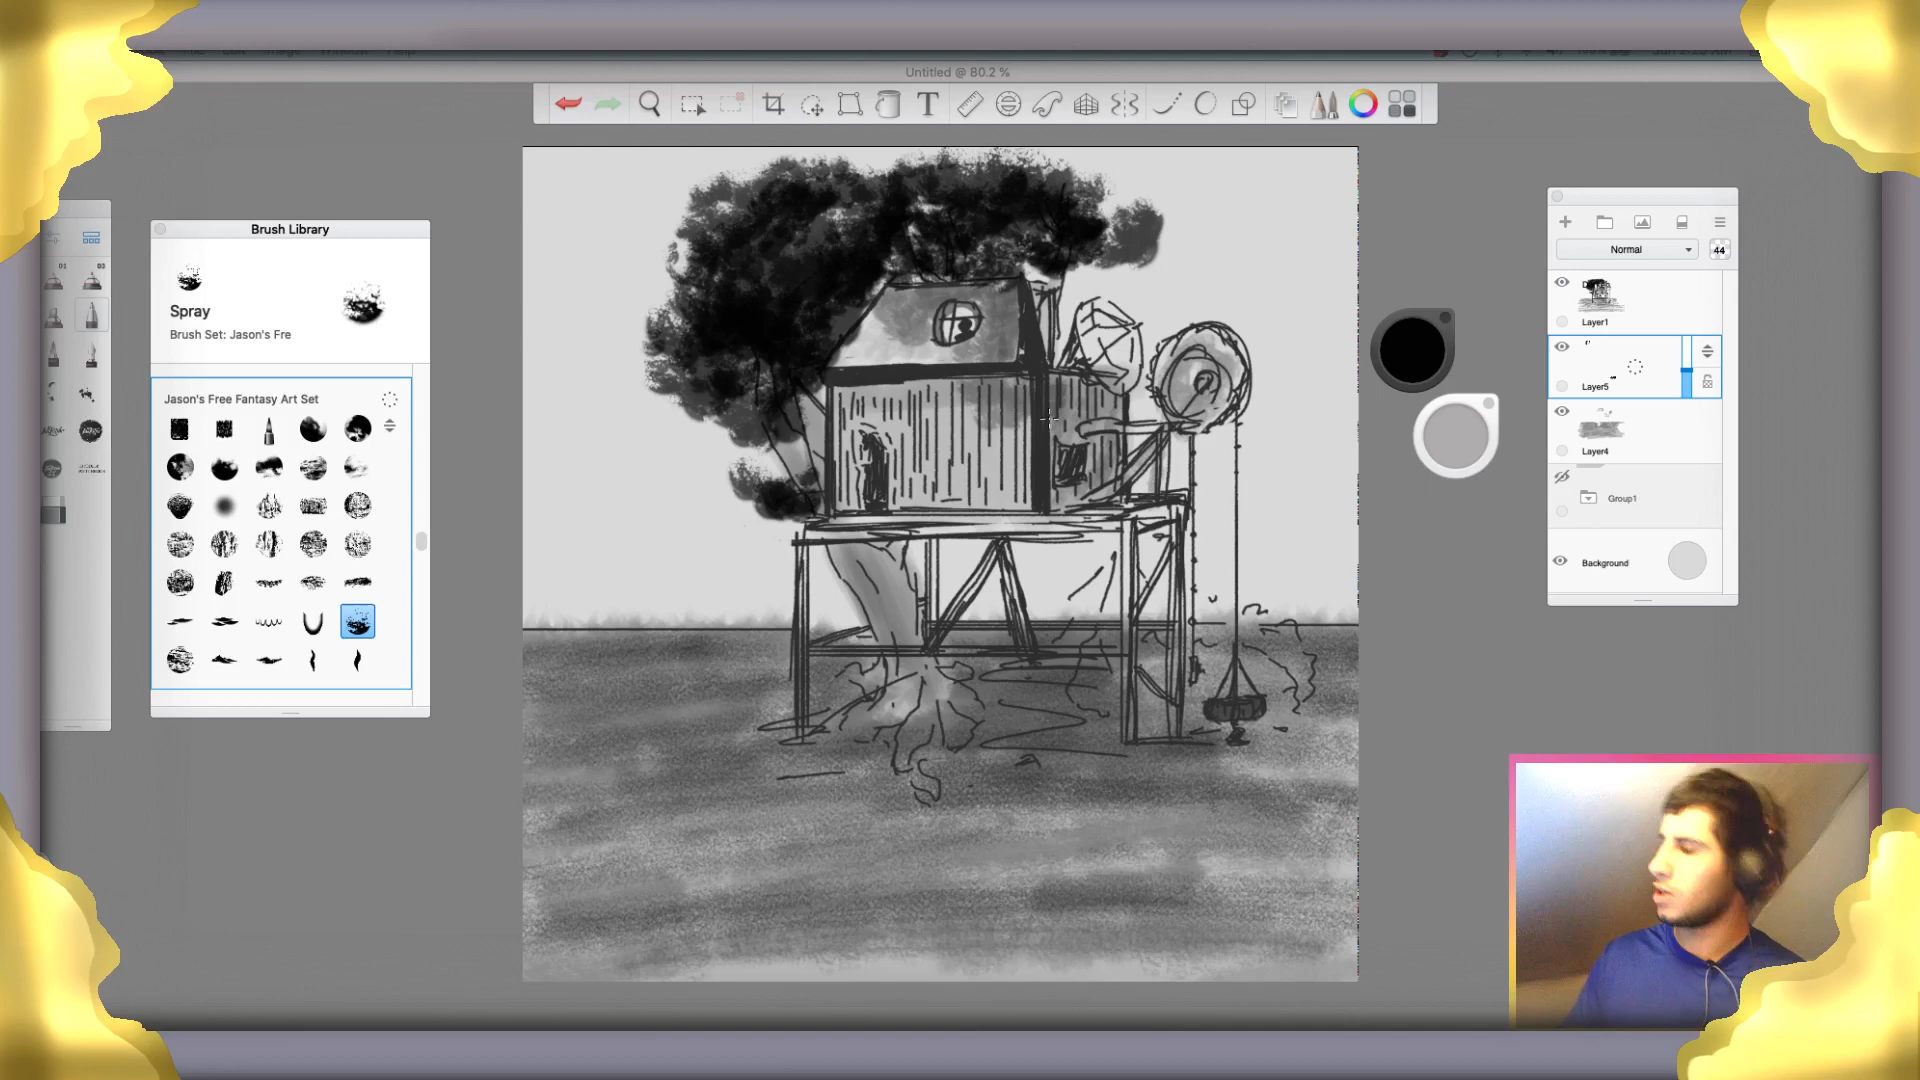 Untitled @ 80.2 %
T
Brush Library
Spray
Brush Set: Jason's Fre
Jason's Free Fantasy Art Set
Normal
44
Layer1
Layer5
Layer4
Group1
Background